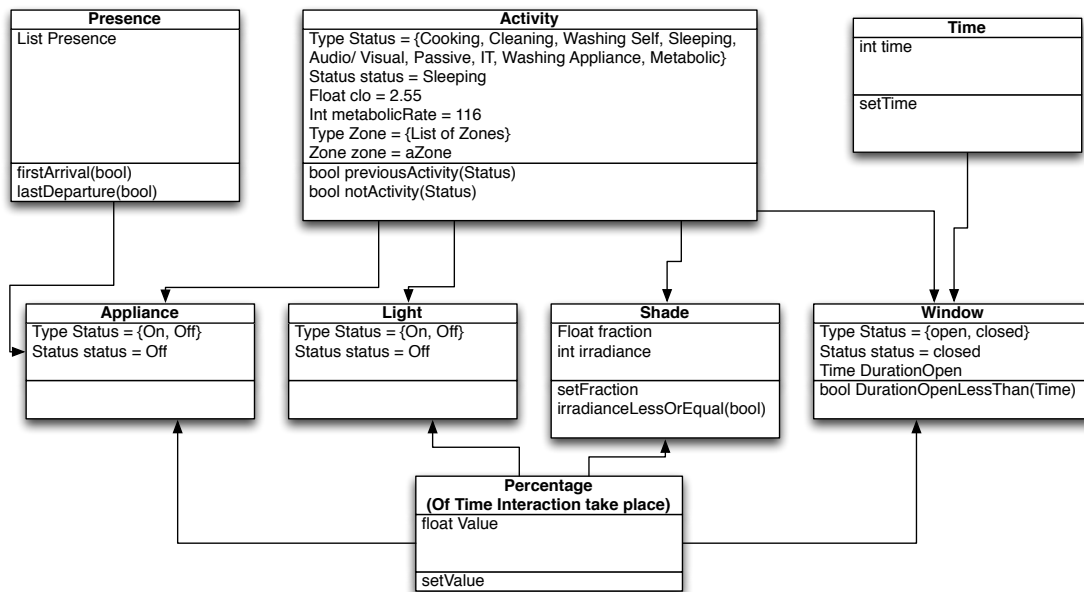 Presence
List Presence
firstArrival(bool)
lastDeparture(bool)
Activity
Type Status = {Cooking, Cleaning, Washing Self, Sleeping,
Audio/ Visual, Passive, IT, Washing Appliance, Metabolic}
Status status = Sleeping
Float clo = 2.55
Int metabolicRate = 116
Type Zone = {List of Zones}
Zone zone = aZone
bool previousActivity(Status)
bool notActivity(Status)
Time
int time
setTime
Appliance
Type Status = {On, Off}
Status status = Off
Light
Type Status = {On, Off}
Status status = Off
Shade
Float fraction
int irradiance
setFraction
irradianceLessOrEqual(bool)
Window
Type Status = {open, closed}
Status status = closed
Time DurationOpen
bool DurationOpenLessThan(Time)
Percentage
(Of Time Interaction take place)
float Value
setValue